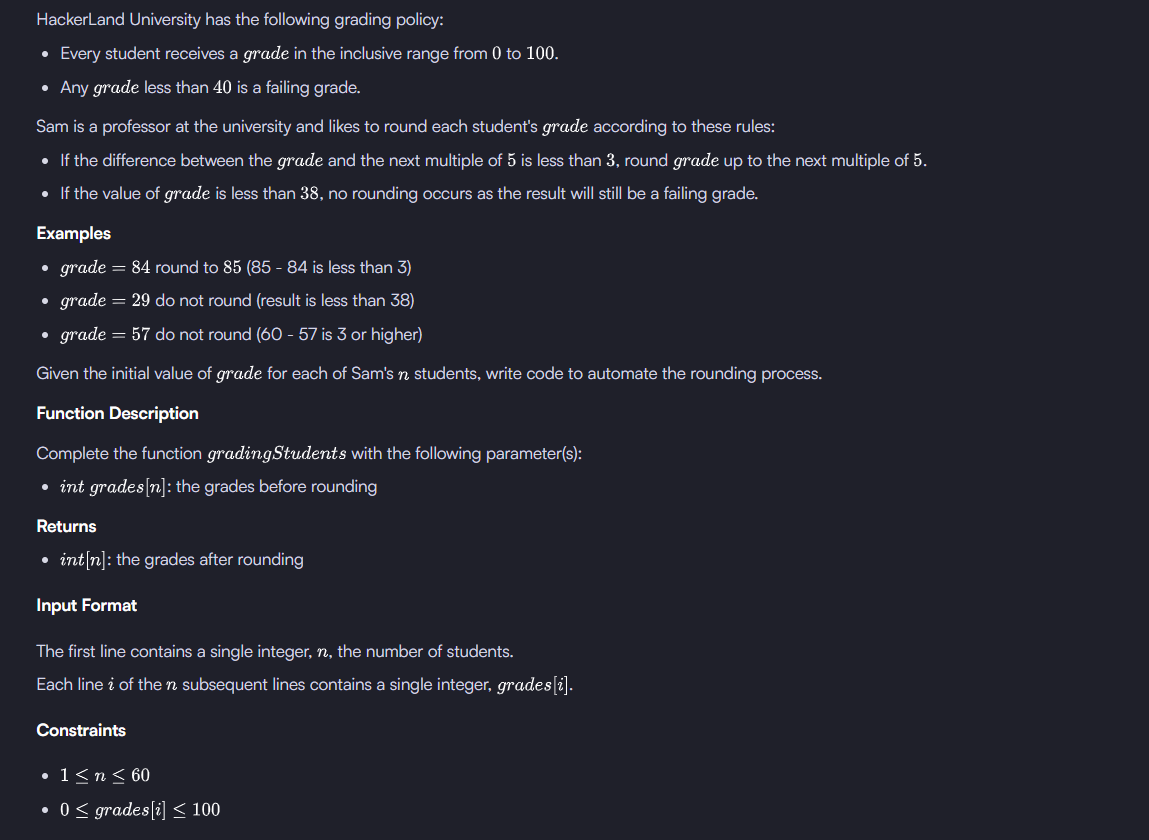 HackerLand University has the following grading policy:
• Every student receives a grade in the inclusive range from 0 to 100.
• Any grade less than 40 is a failing grade.
Sam is a professor at the university and likes to round each student's grade according to these rules:
• If the difference between the grade and the next multiple of 5 is less than 3, round grade up to the next multiple of 5.
• If the value of grade is less than 38, no rounding occurs as the result will still be a failing grade.
Examples
• grade = 84 round to 85 (85 - 84 is less than 3)
• grade = 29 do not round (result is less than 38)
• grade = 57 do not round (60 - 57 is 3 or higher)
Given the initial value of grade for each of Sam's n students, write code to automate the rounding process.
Function Description
Complete the function gradingStudents with the following parameter(s):
• int grades[n]: the grades before rounding
Returns
• int[n]: the grades after rounding
Input Format
The first line contains a single integer, n, the number of students.
Each line i of the n subsequent lines contains a single integer, grades[i].
Constraints
• 1 ≤ n ≤ 60
• 0 ≤ grades[i] ≤ 100